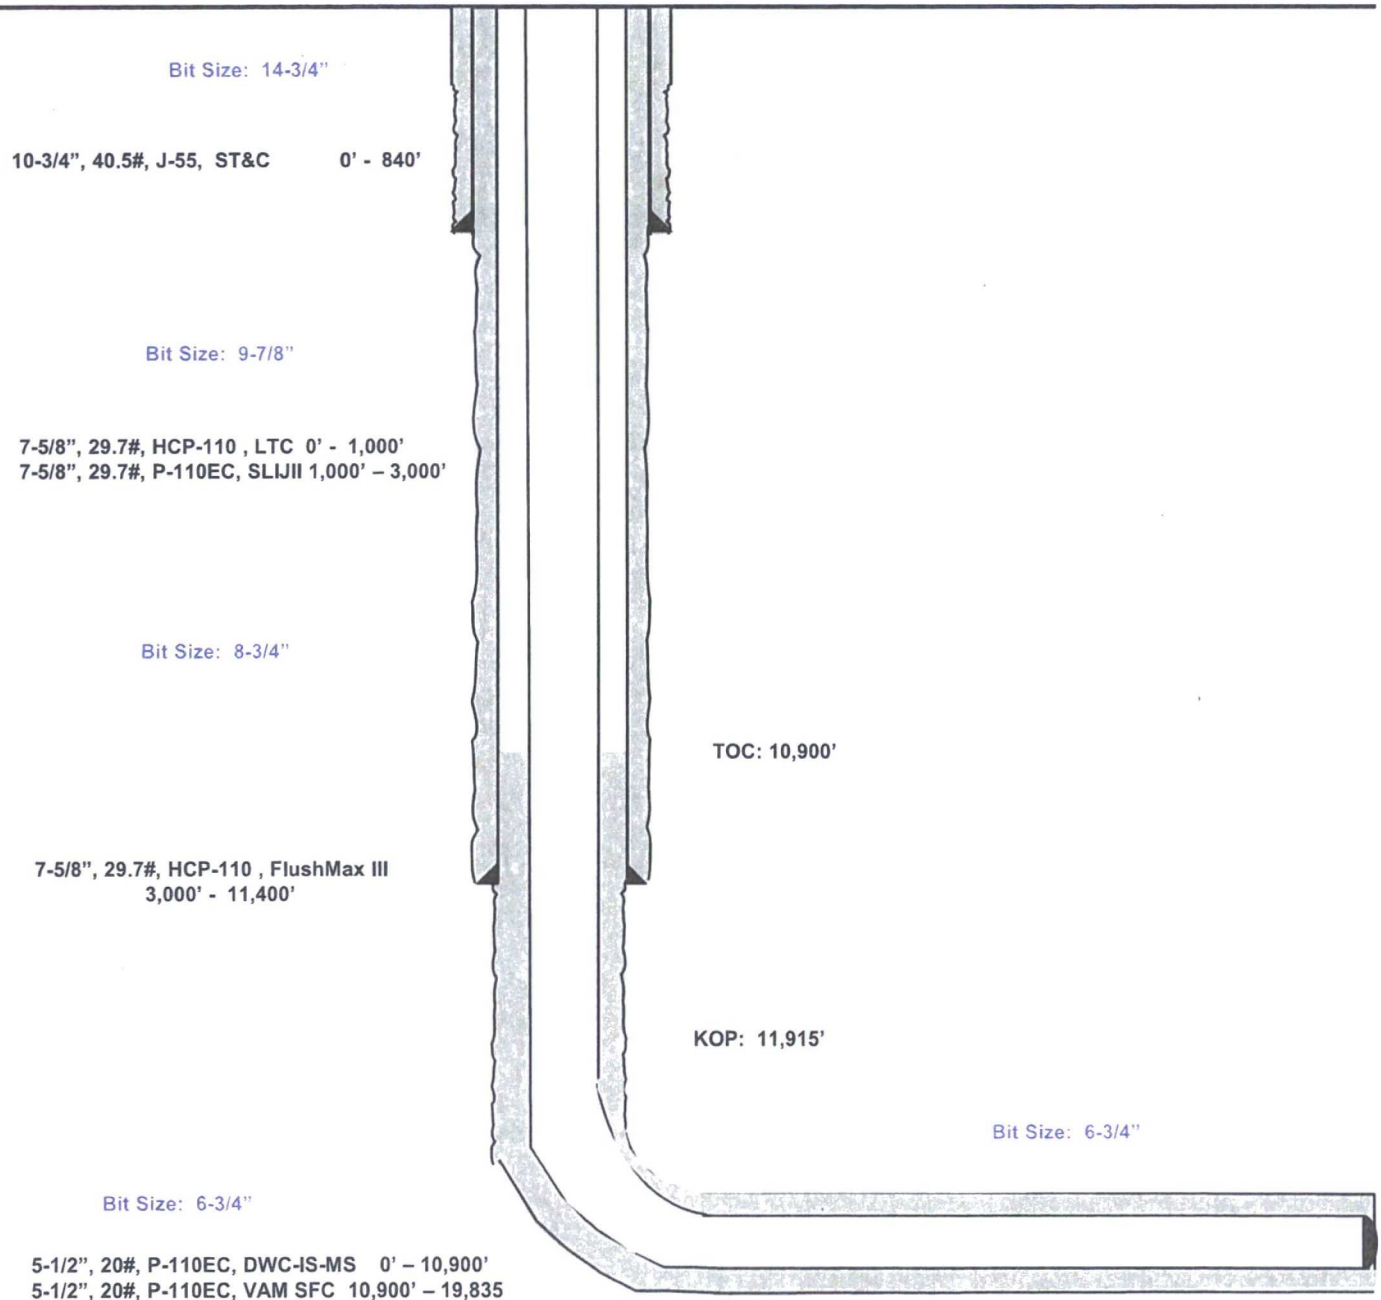 Bit Size: 14-3/4”
10-3/4”, 40.5#, J-55, ST&C 0’ - 840’
Bit Size: 9-7/8”
7-5/8”, 29.7#, HCP-110 , LTC 0’ - 1,000’
7-5/8”, 29.7#, P-110EC, SLIJII 1,000’ – 3,000’
Bit Size: 8-3/4”
TOC: 10,900’
7-5/8”, 29.7#, HCP-110 , FlushMax III
3,000’ - 11,400’
KOP: 11,915’
Bit Size: 6-3/4”
Bit Size: 6-3/4”
5-1/2”, 20#, P-110EC, DWC-IS-MS 0’ – 10,900’
5-1/2”, 20#, P-110EC, VAM SFC 10,900’ – 19,835